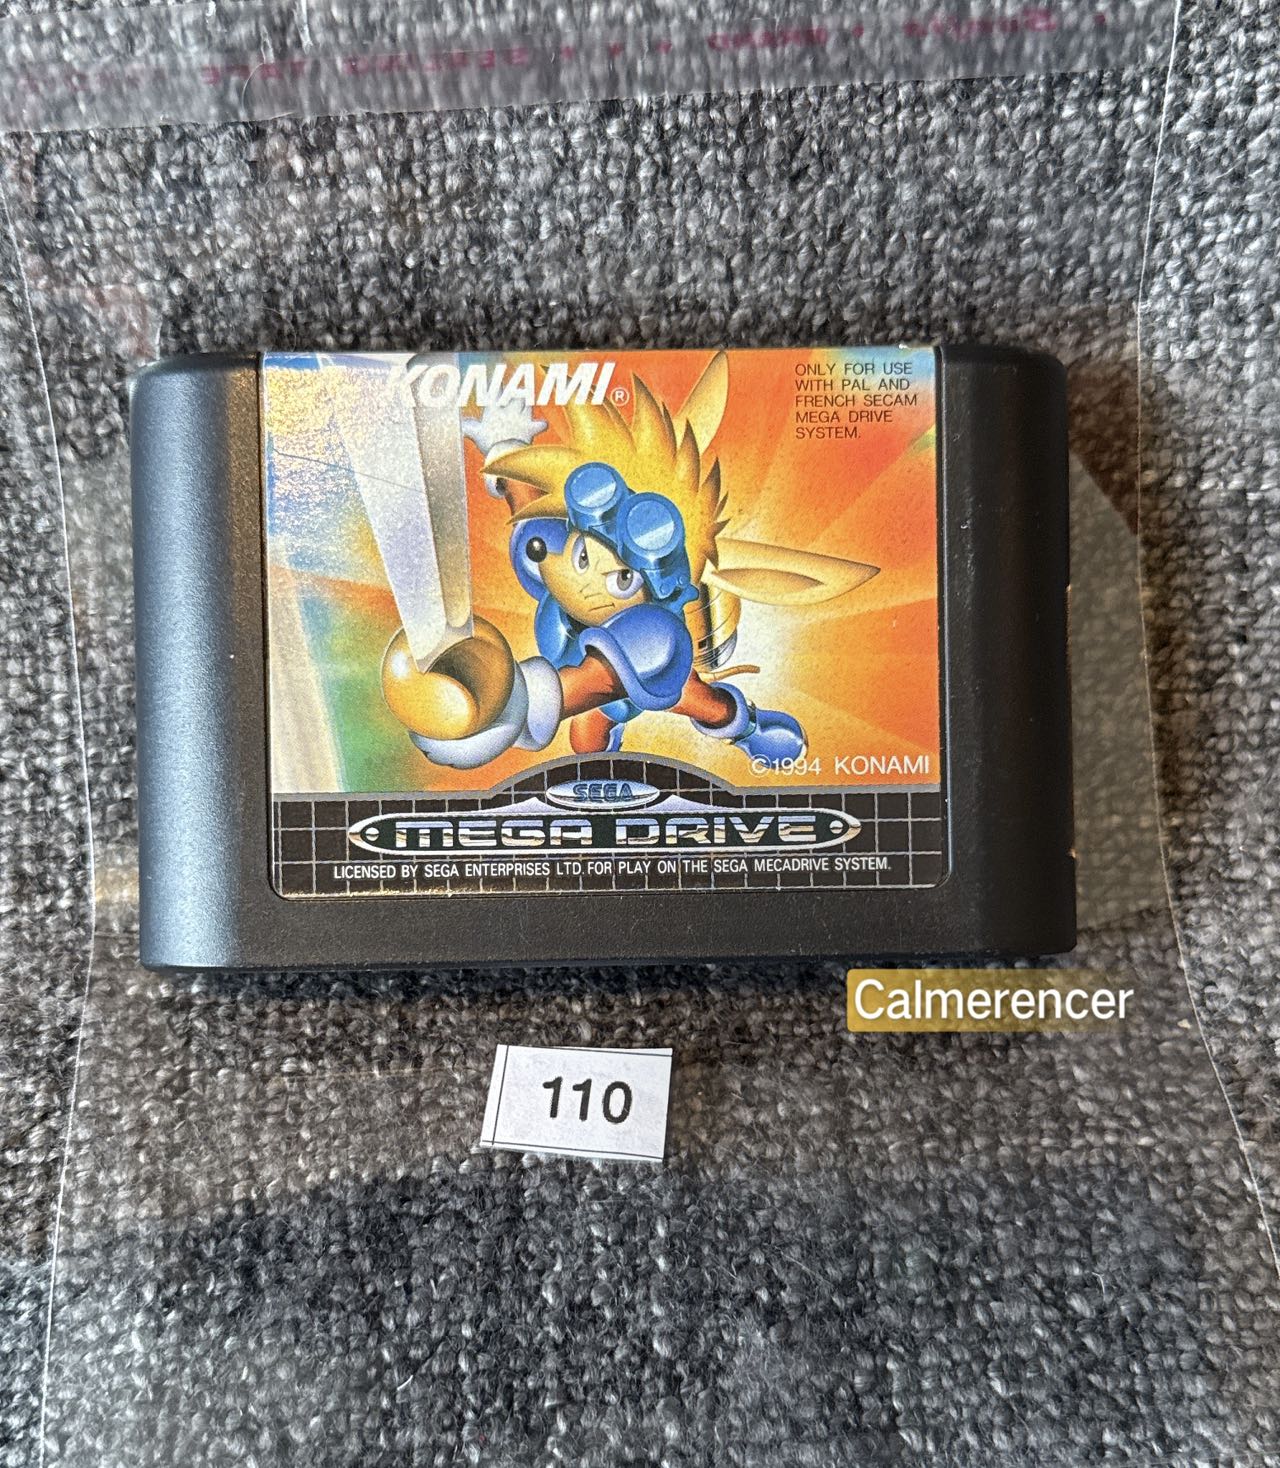 KONAMI®
ONLY FOR USE
WITH PAL AND
FRENCH SECAM
MEGA DRIVE
SYSTEM.
©1994 KONAMI
SEGA
MEGA DRIVE
LICENSED BY SEGA ENTERPRISES LTD. FOR PLAY ON THE SEGA MEGADRIVE SYSTEM.
Calmerencer
110